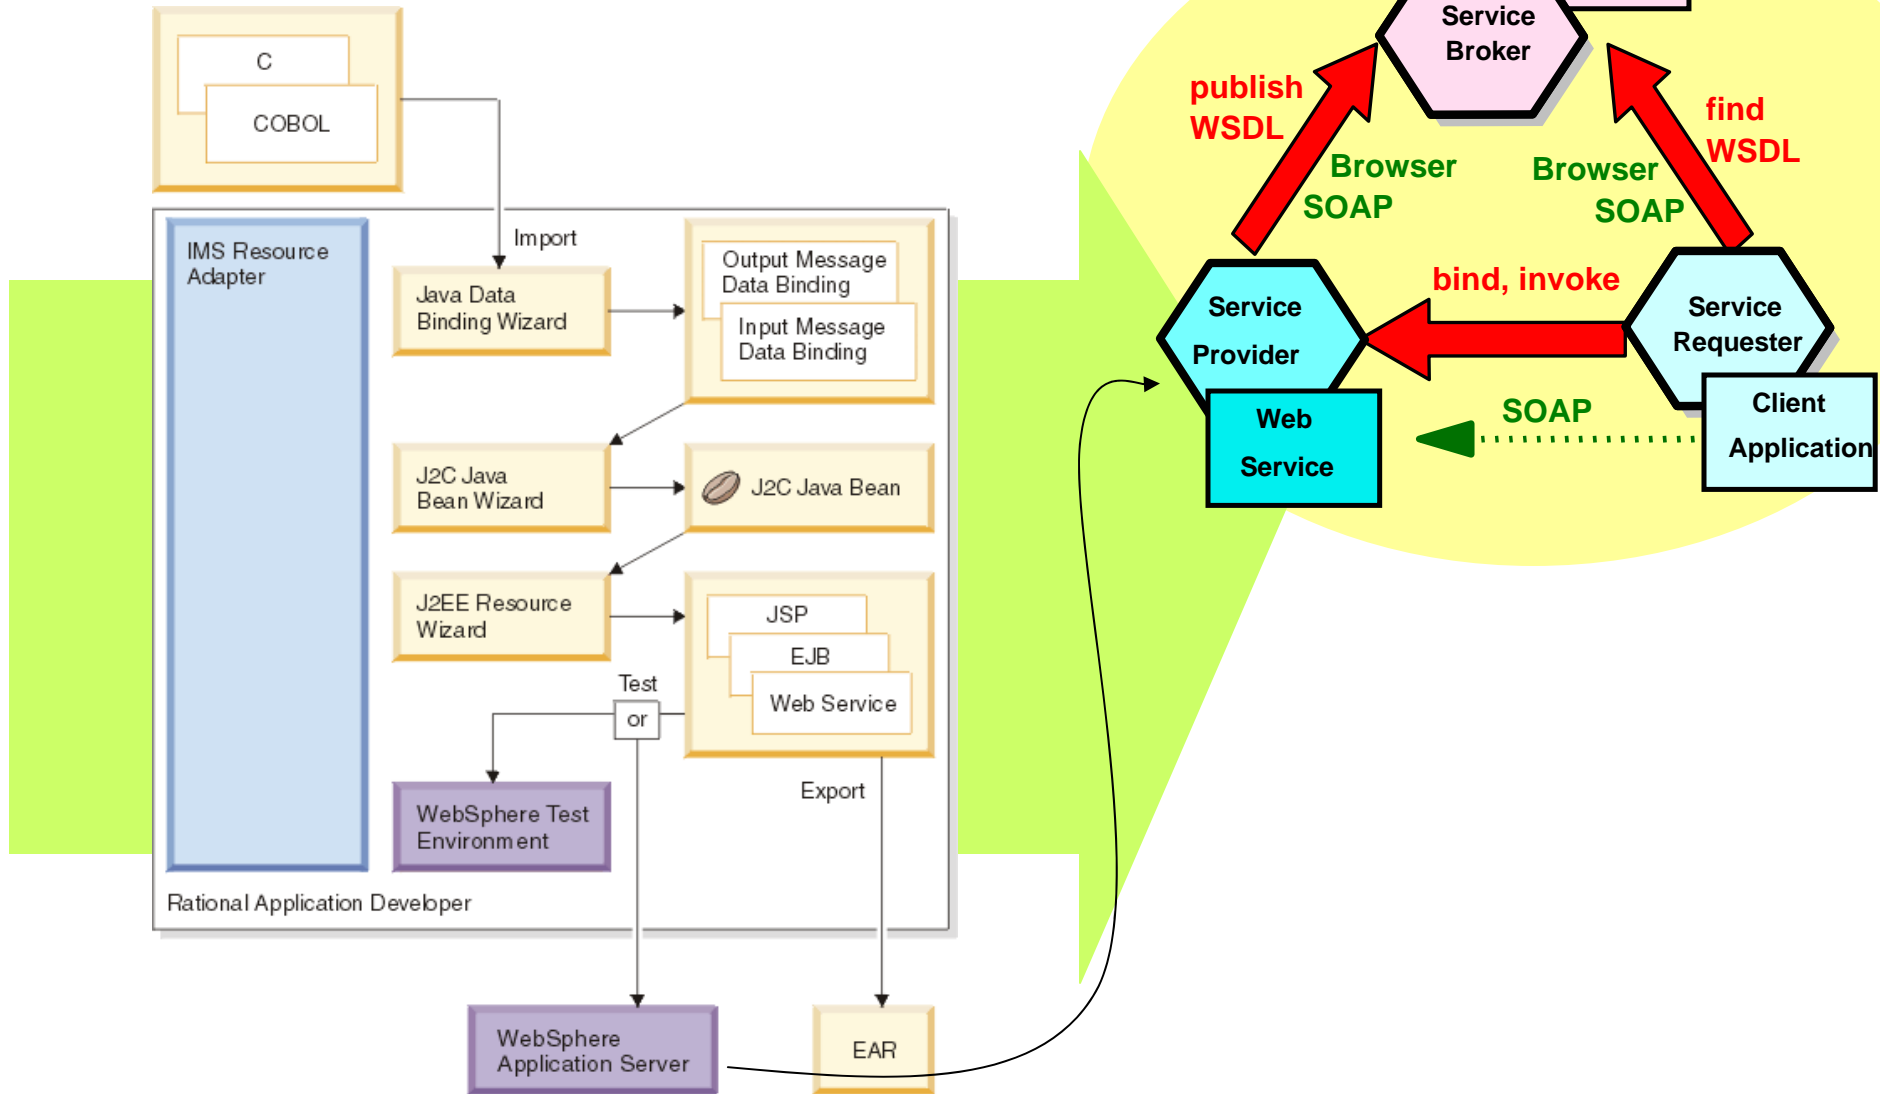 C
COBOL
Import
IMS Resource
Adapter
Java Data
Binding Wizard
Output Message
Data Binding
Input Message
Data Binding
J2C Java
Bean Wizard
J2C Java Bean
J2EE Resource
Wizard
JSP
EJB
Web Service
Test
or
WebSphere Test
Environment
Export
Rational Application Developer
WebSphere
Application Server
EAR
Service
Broker
publish
WSDL
find
WSDL
Browser
SOAP
Browser
SOAP
bind, invoke
Service
Provider
Service
Requester
Web
Service
SOAP
Client
Application